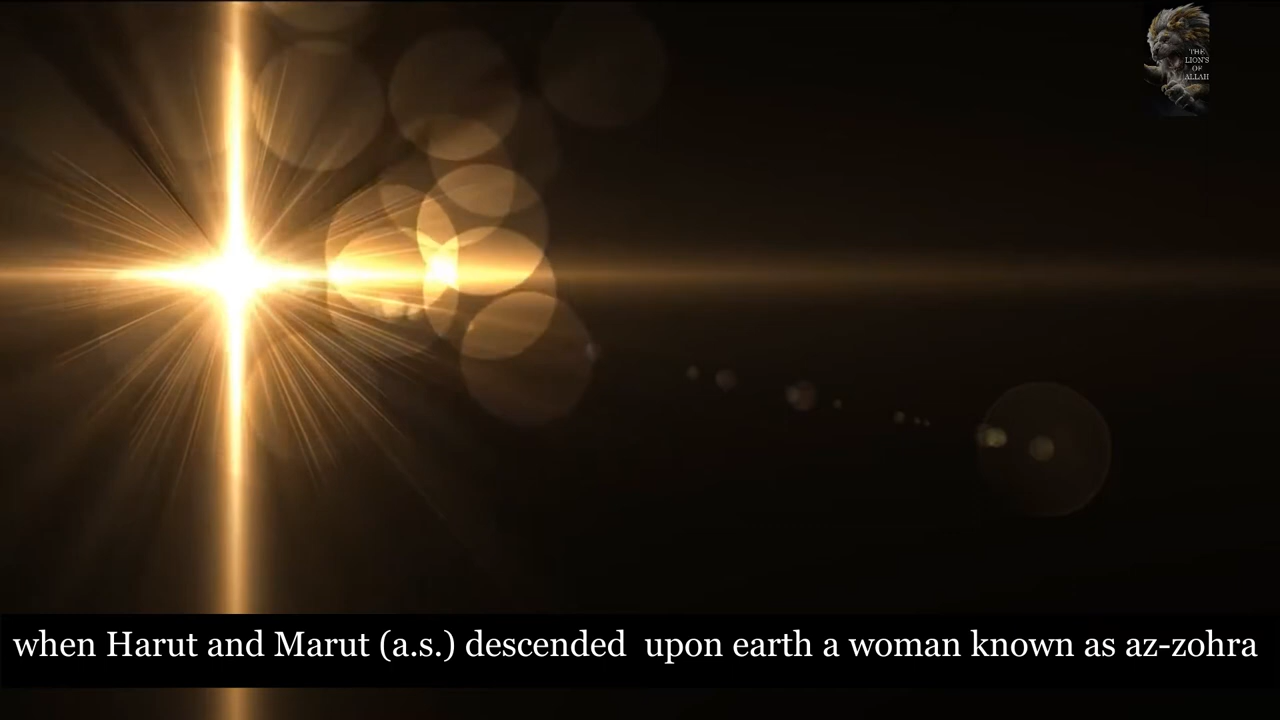 THE
LION'S
OF
ALLAH
when Harut and Marut (a.s.) descended  upon earth a woman known as az-zohra